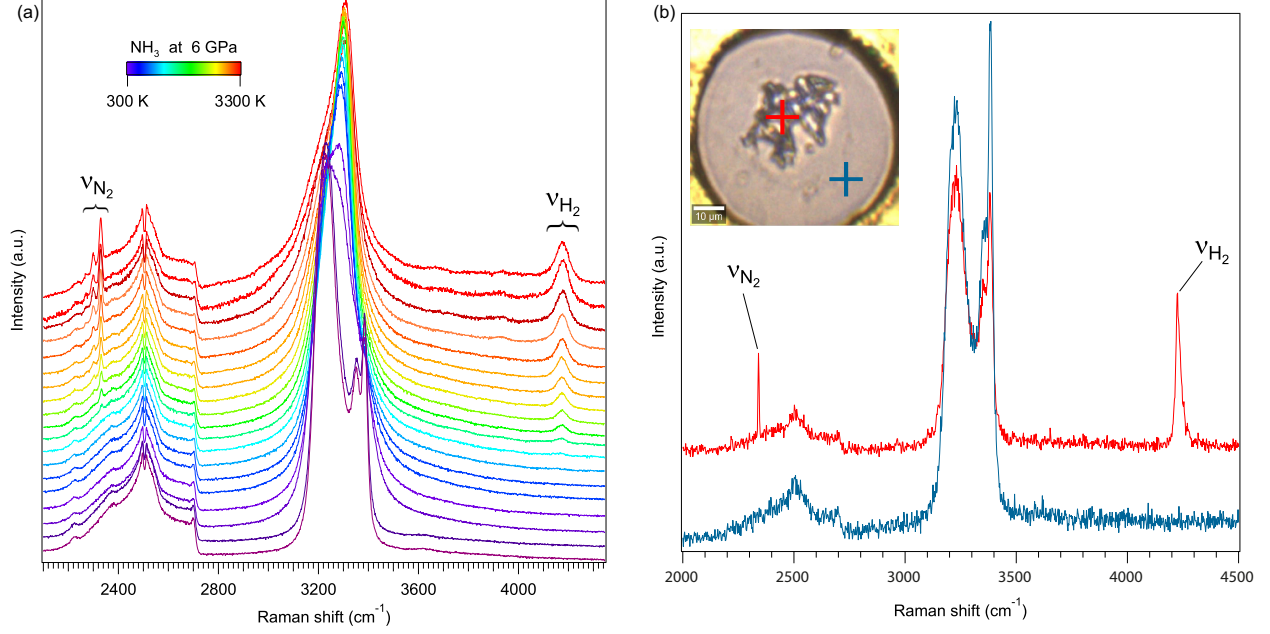 (a)
NH3 at 6 GPa
300 K 3300 K
νN2
νH2
Intensity (a.u.)
2400 2800 3200 3600 4000
Raman shift (cm-1)
(b)
10 µm
νN2
νH2
Intensity (a.u.)
2000 2500 3000 3500 4000 4500
Raman shift (cm-1)